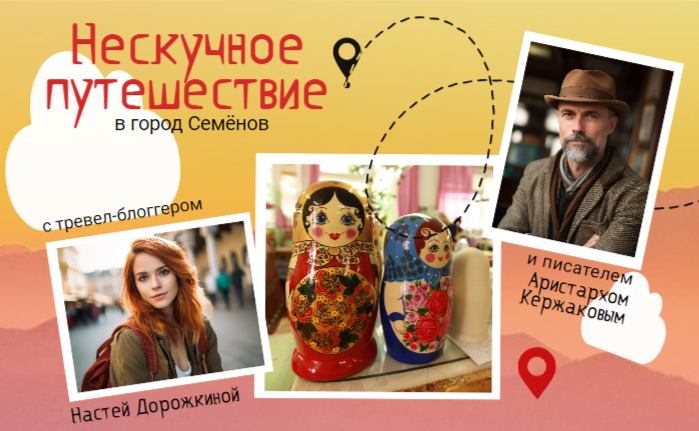 Нескучное
путешествие
в город Семёнов
с тревел-блоггером
Настей Дорожкиной
и писателем
Аристархом
Кержаковым